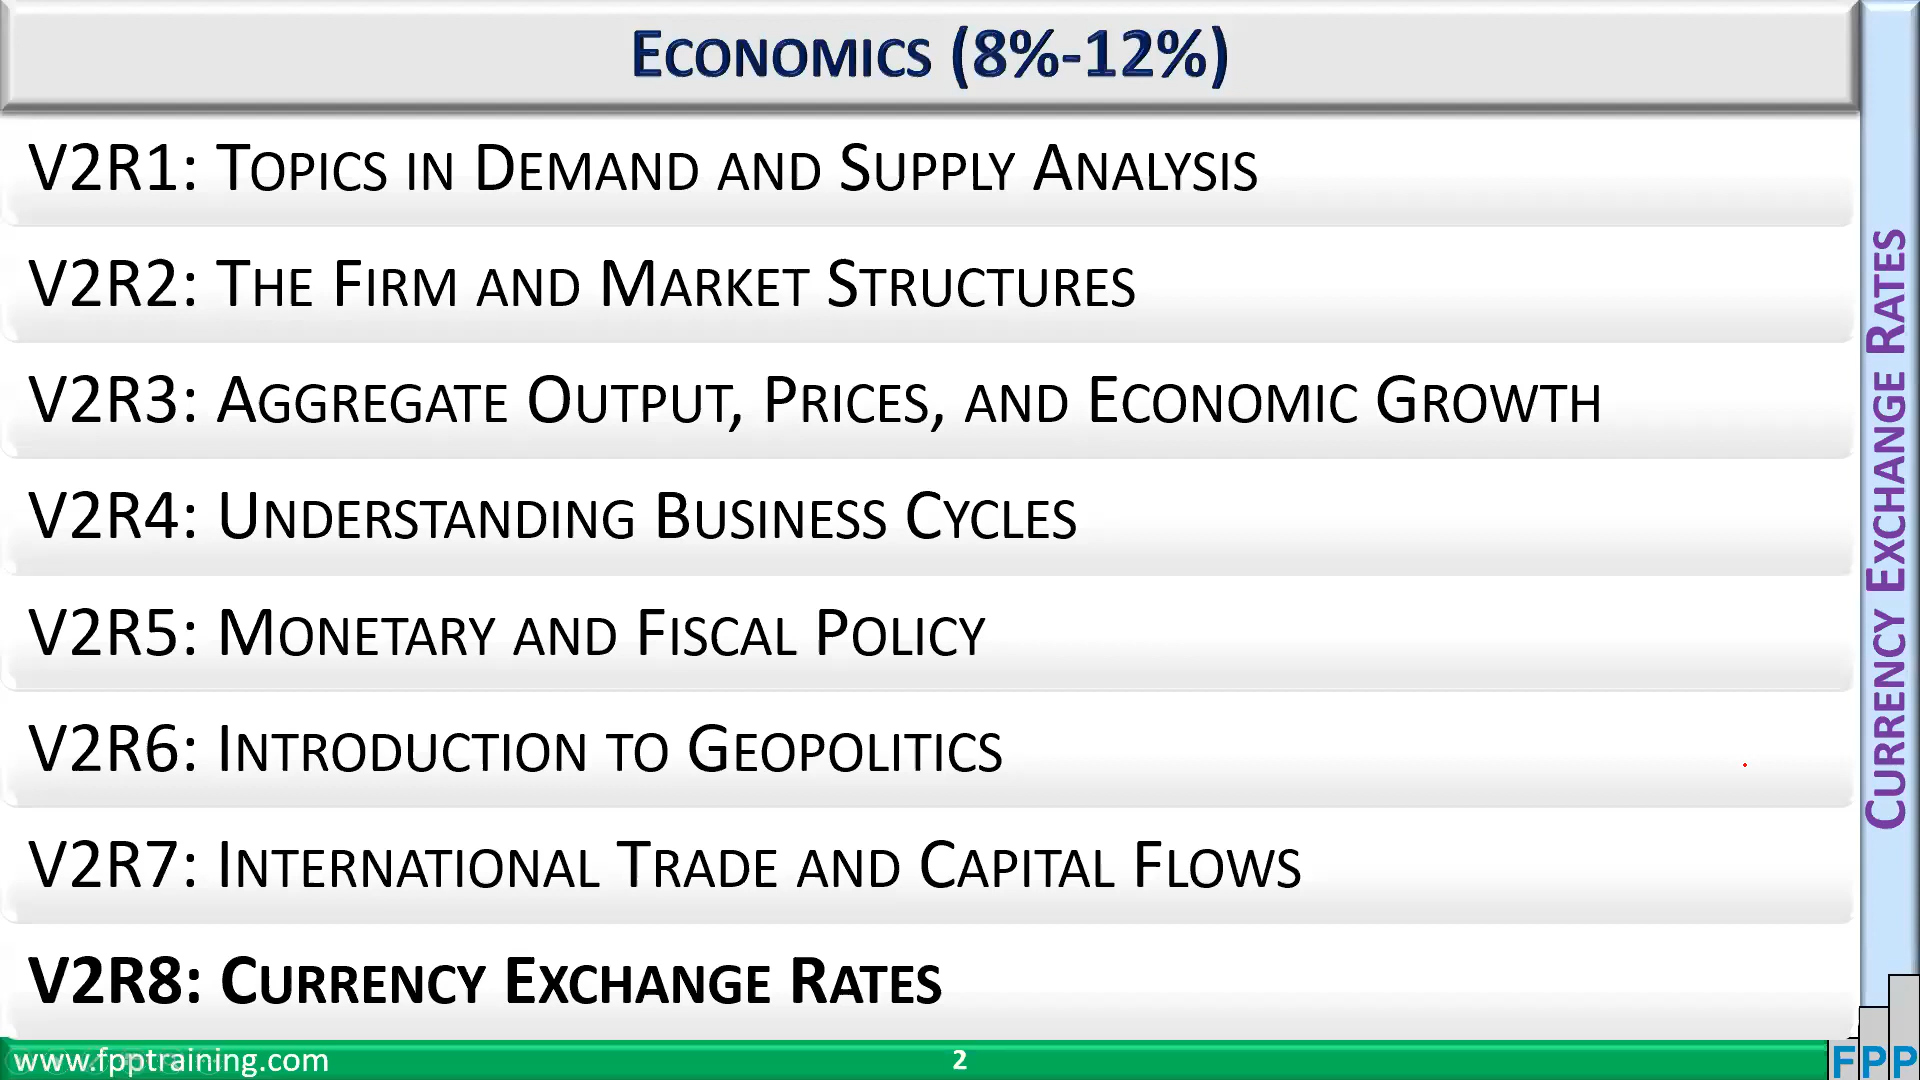 ECONOMICS (8%-12%)
V2R1: TOPICS IN DEMAND AND SUPPLY ANALYSIS
V2R2: THE FIRM AND MARKET STRUCTURES
V2R3: AGGREGATE OUTPUT, PRICES, AND ECONOMIC GROWTH
V2R4: UNDERSTANDING BUSINESS CYCLES
V2R5: MONETARY AND FISCAL POLICY
V2R6: INTRODUCTION TO GEOPOLITICS
V2R7: INTERNATIONAL TRADE AND CAPITAL FLOWS
V2R8: CURRENCY EXCHANGE RATES
CURRENCY EXCHANGE RATES
www.fpptraining.com
2
FPP